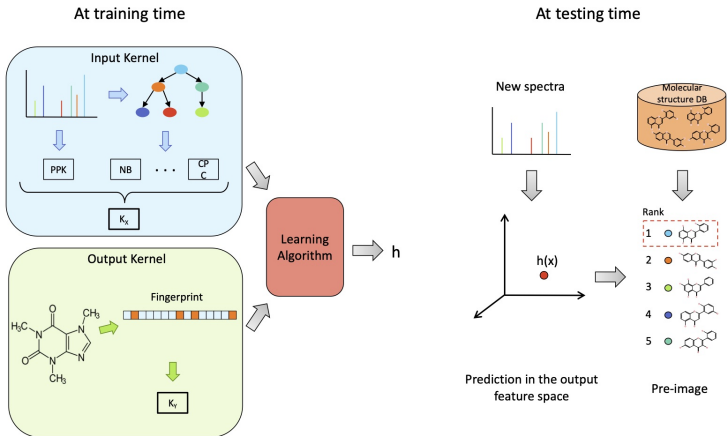 At training time
At testing time
Input Kernel
PPK
NB
. . .
CP
C
Kx
Output Kernel
Fingerprint
H₃C
CH₃
O
N
N
O
N
N
CH₃
KY
Learning
Algorithm
h
New spectra
Molecular
structure DB
h(x)
Prediction in the output
feature space
Rank
1
2
3
4
5
Pre-image